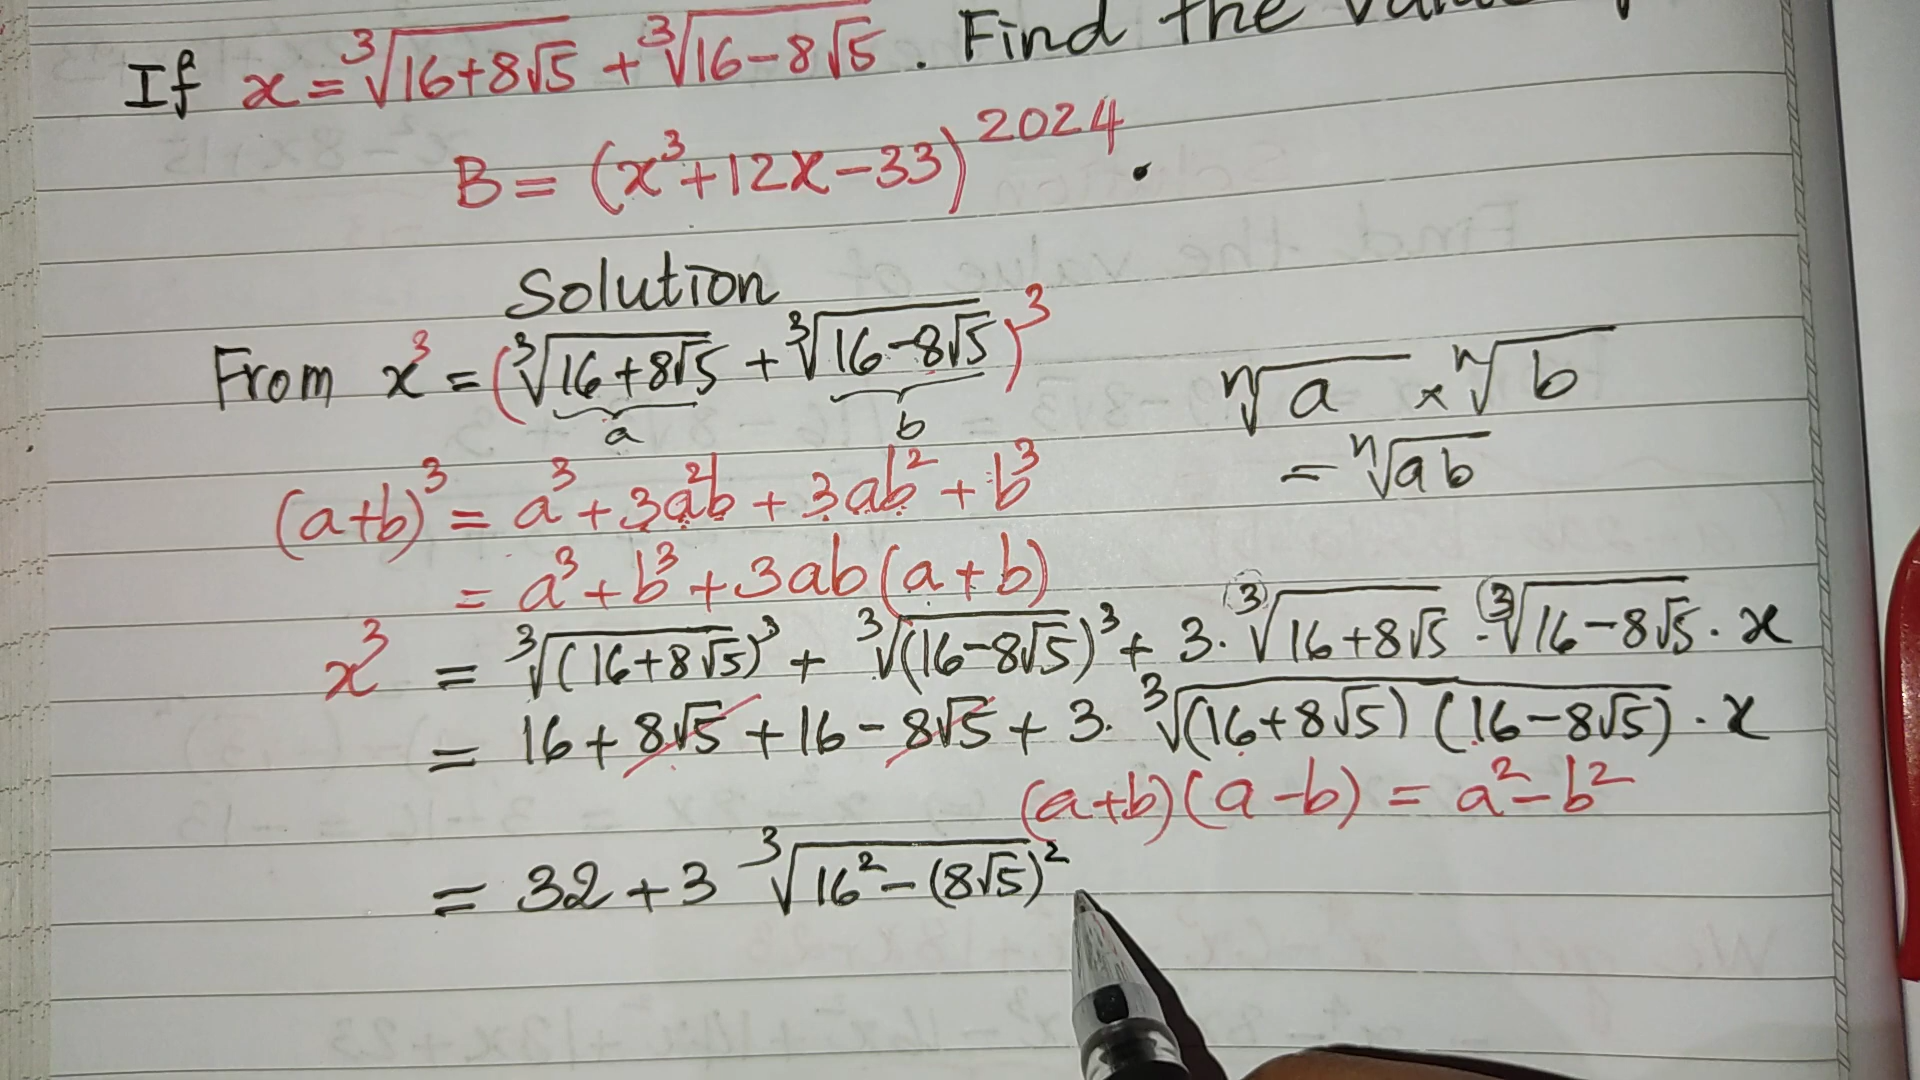 If x = ∛(16+8√5) + ∛(16-8√5) . Find the
B = (x³+12x-33)²⁰²⁴.
Solution
From x³ = (∛(16+8√5) + ∛(16-8√5))³
a b
ⁿ√a × ⁿ√b
= ⁿ√ab
(a+b)³ = a³+3a²b + 3ab² + b³
= a³+b³+3ab(a+b)
x³ = ∛(16+8√5)³ + ∛(16-8√5)³ + 3. ∛(16+8√5) . ∛(16-8√5) . x
= 16 + 8√5 + 16 - 8√5 + 3. ∛((16+8√5) (16-8√5)) . x
(a+b)(a-b) = a²-b²
= 32 + 3 ∛(16² - (8√5)²)